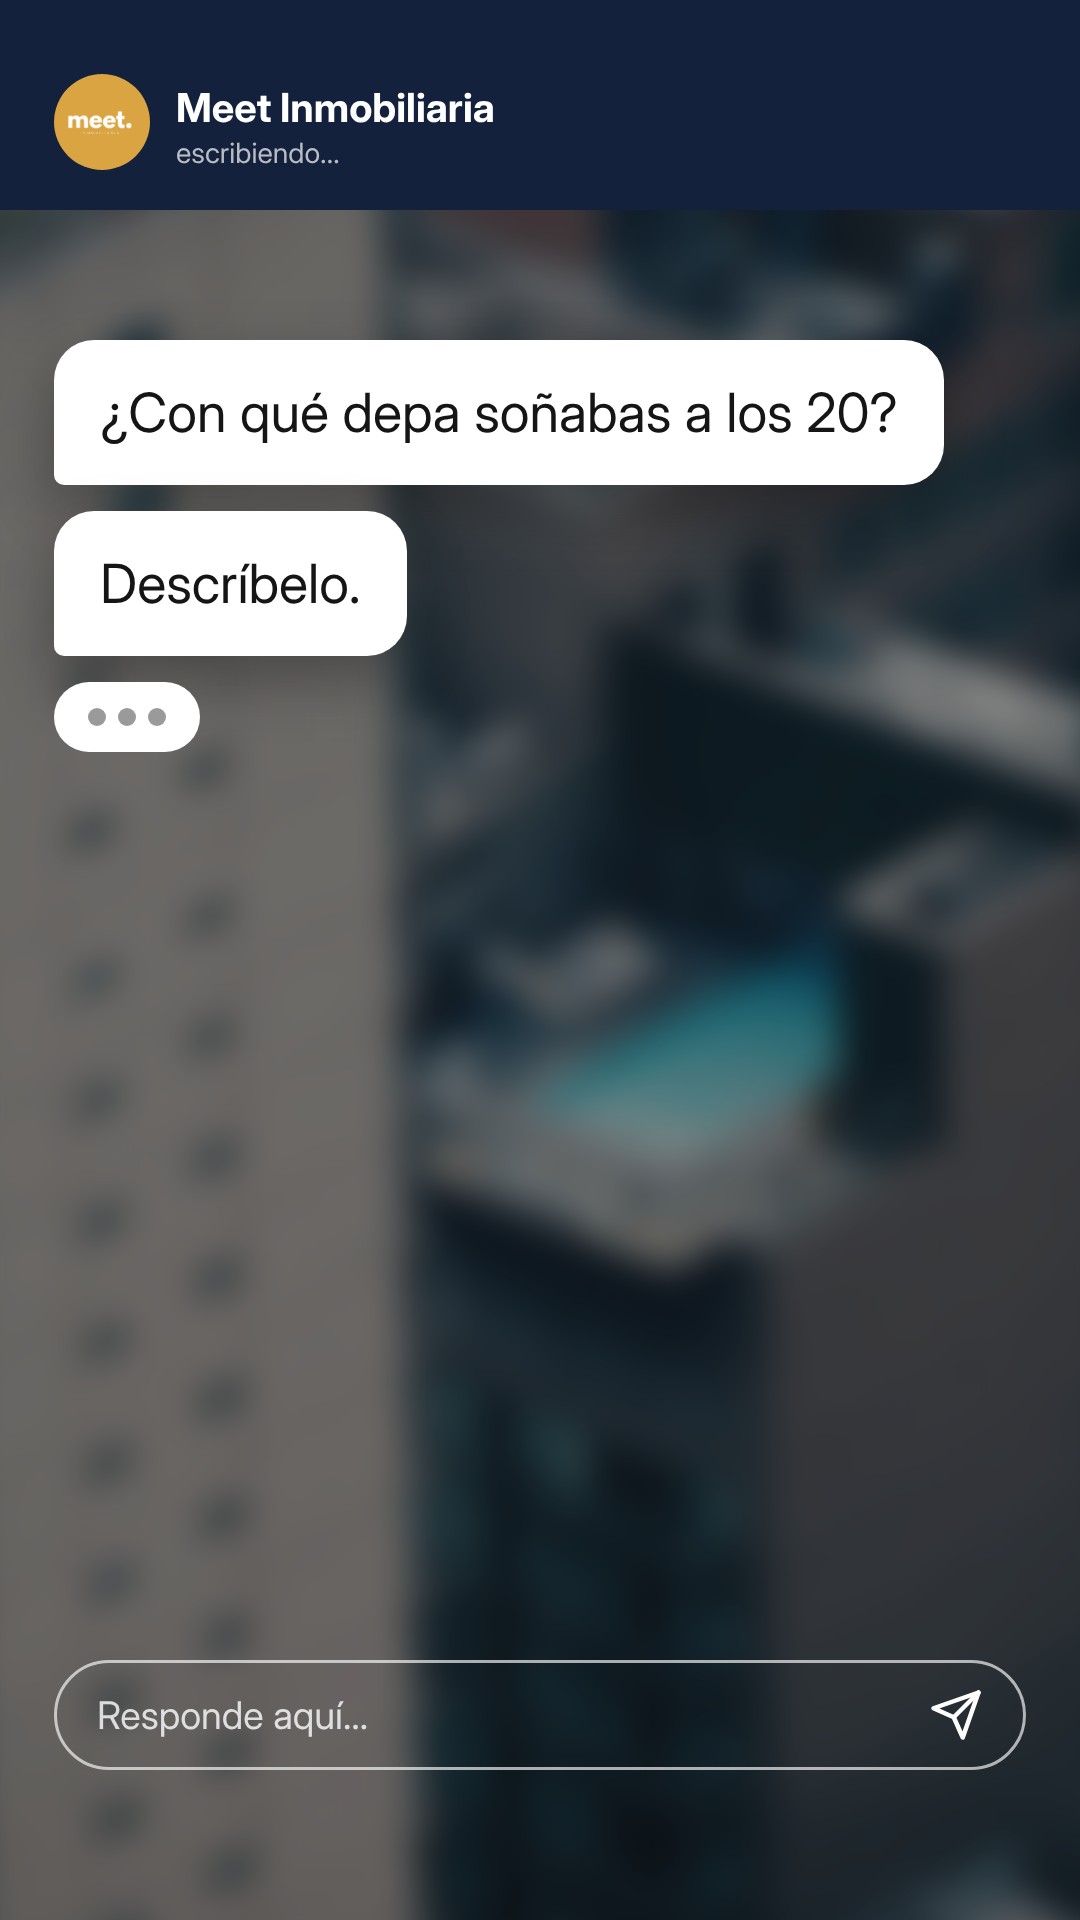 meet.
Meet Inmobiliaria
escribiendo...
¿Con qué depa soñabas a los 20?
Descríbelo.
Responde aquí...